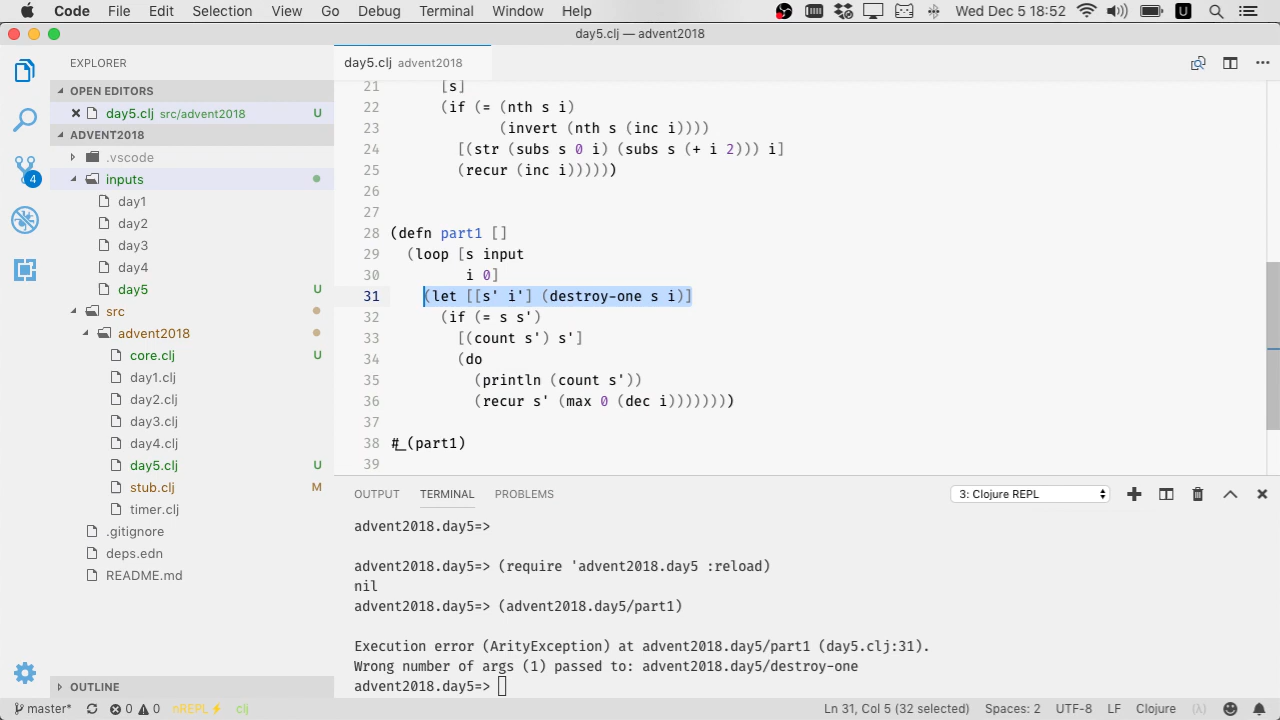 Code File Edit Selection View Go Debug Terminal Window Help Wed Dec 5 18:52 U
day5.clj — advent2018
EXPLORER
OPEN EDITORS
day5.clj src/advent2018 U
ADVENT2018
.vscode
inputs
day1
day2
day3
day4
day5 U
src
advent2018
core.clj U
day1.clj
day2.clj
day3.clj
day4.clj
day5.clj U
stub.clj M
timer.clj
.gitignore
deps.edn
README.md
OUTLINE
4
day5.clj advent2018
21 [s]
22 (if (= (nth s i)
23 (invert (nth s (inc i))))
24 [(str (subs s 0 i) (subs s (+ i 2))) i]
25 (recur (inc i))))))
26
27
28 (defn part1 []
29 (loop [s input
30 i 0]
31 (let [[s' i'] (destroy-one s i)]
32 (if (= s s')
33 [(count s') s']
34 (do
35 (println (count s'))
36 (recur s' (max 0 (dec i)))))))
37
38 #_(part1)
39
OUTPUT TERMINAL PROBLEMS 3: Clojure REPL
advent2018.day5=>
advent2018.day5=> (require 'advent2018.day5 :reload)
nil
advent2018.day5=> (advent2018.day5/part1)
Execution error (ArityException) at advent2018.day5/part1 (day5.clj:31).
Wrong number of args (1) passed to: advent2018.day5/destroy-one
advent2018.day5=>
master* 0 0 nREPL clj Ln 31, Col 5 (32 selected) Spaces: 2 UTF-8 LF Clojure (λ)